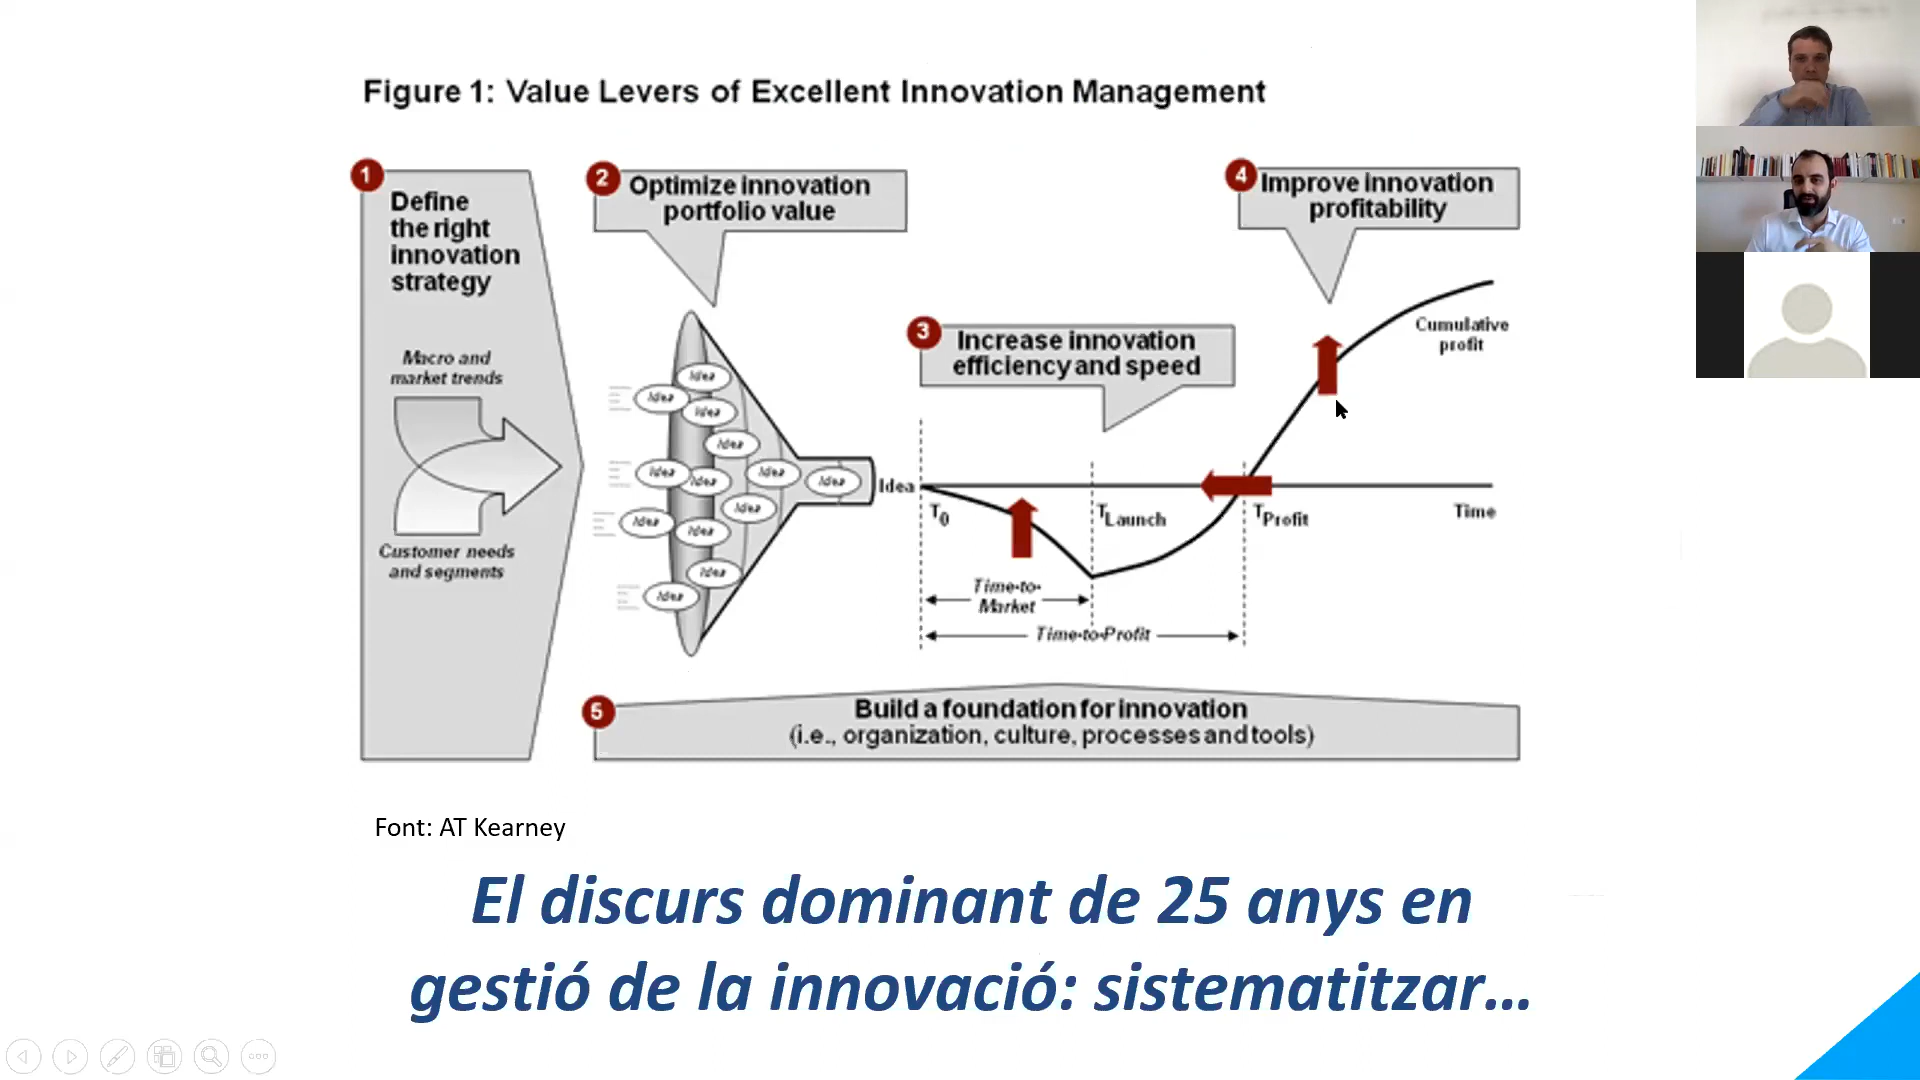 Figure 1: Value Levers of Excellent Innovation Management
1
Define
the right
innovation
strategy
Macro and
market trends
Customer needs
and segments
2
Optimize innovation
portfolio value
Idea
Idea
Idea
Idea
Idea
Idea
Idea
Idea
Idea
Idea
Idea
Idea
Idea
Idea
3
Increase innovation
efficiency and speed
4
Improve innovation
profitability
Cumulative
profit
T0
TLaunch
TProfit
Time
Time-to-
Market
Time-to-Profit
5
Build a foundation for innovation
(i.e., organization, culture, processes and tools)
Font: AT Kearney
El discurs dominant de 25 anys en
gestió de la innovació: sistematitzar...